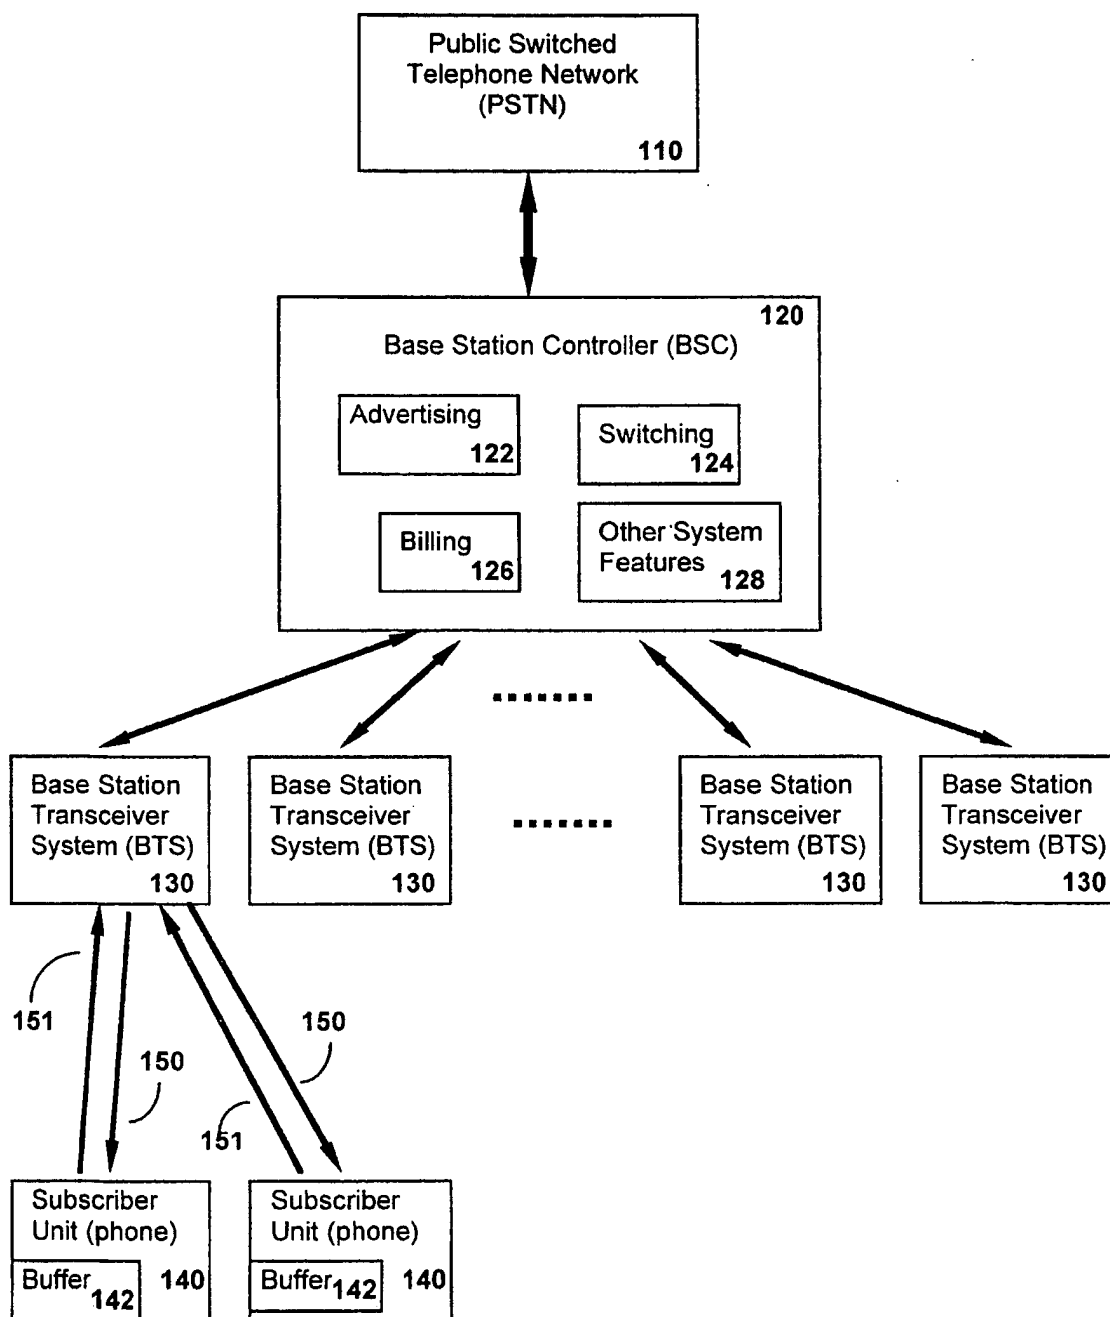 Public Switched
Telephone Network
(PSTN)
110
120
Base Station Controller (BSC)
Advertising
122
Switching
124
Billing
126
Other System
Features
128
Base Station
Transceiver
System (BTS)
130
Base Station
Transceiver
System (BTS)
130
Base Station
Transceiver
System (BTS)
130
Base Station
Transceiver
System (BTS)
130
151
150
150
151
Subscriber
Unit (phone)
Buffer
142
140
Subscriber
Unit (phone)
Buffer
142
140